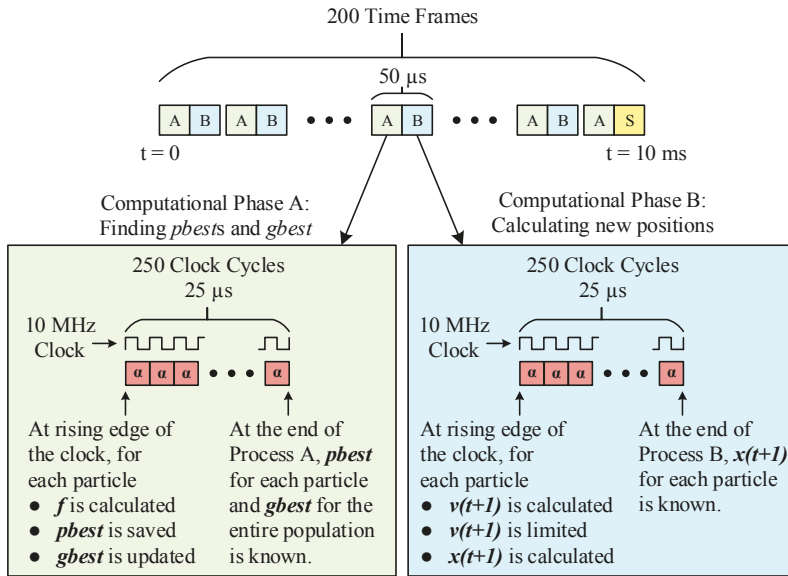 200 Time Frames
50 µs
A B A B • • • A B • • • A B A S
t = 0
t = 10 ms
Computational Phase A:
Finding pbests and gbest
Computational Phase B:
Calculating new positions
250 Clock Cycles
25 µs
10 MHz
Clock
α α α • • • α
At rising edge of
the clock, for
each particle
• f is calculated
• pbest is saved
• gbest is updated
At the end of
Process A, pbest
for each particle
and gbest for the
entire population
is known.
250 Clock Cycles
25 µs
10 MHz
Clock
α α α • • • α
At rising edge of
the clock, for
each particle
• v(t+1) is calculated
• v(t+1) is limited
• x(t+1) is calculated
At the end of
Process B, x(t+1)
for each particle
is known.